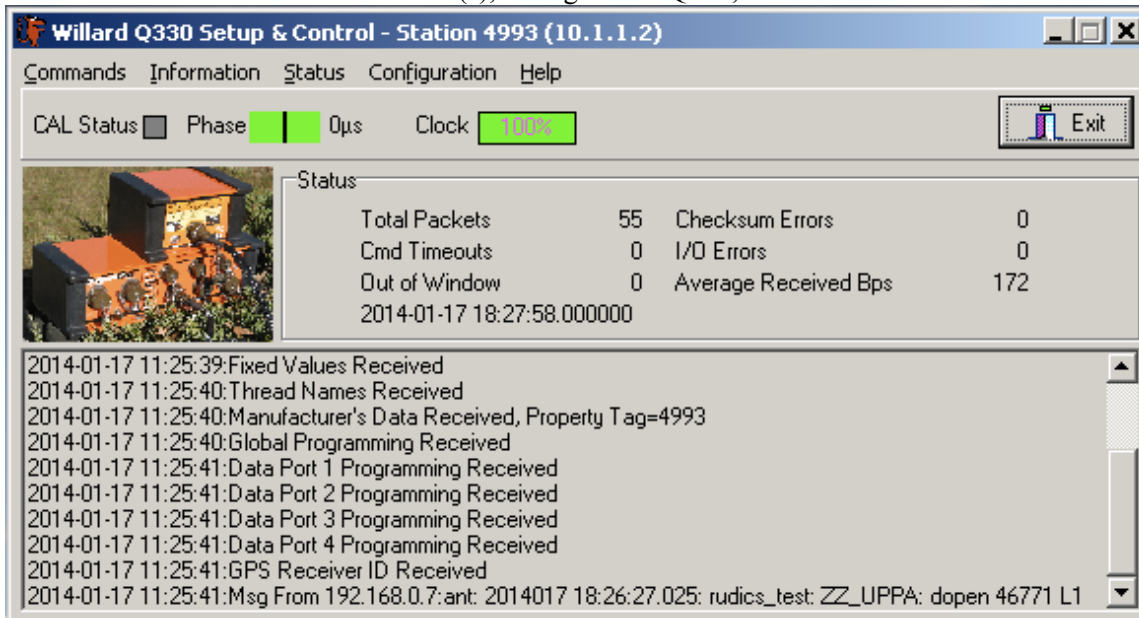 Willard Q330 Setup & Control - Station 4993 (10.1.1.2)
Commands Information Status Configuration Help
CAL Status Phase 0µs Clock 100% Exit
Status
Total Packets 55 Checksum Errors 0
Cmd Timeouts 0 I/O Errors 0
Out of Window 0 Average Received Bps 172
2014-01-17 18:27:58.000000
2014-01-17 11:25:39:Fixed Values Received
2014-01-17 11:25:40:Thread Names Received
2014-01-17 11:25:40:Manufacturer's Data Received, Property Tag=4993
2014-01-17 11:25:40:Global Programming Received
2014-01-17 11:25:41:Data Port 1 Programming Received
2014-01-17 11:25:41:Data Port 2 Programming Received
2014-01-17 11:25:41:Data Port 3 Programming Received
2014-01-17 11:25:41:Data Port 4 Programming Received
2014-01-17 11:25:41:GPS Receiver ID Received
2014-01-17 11:25:41:Msg From 192.168.0.7:ant: 2014017 18:26:27.025: rudics_test: ZZ_UPPA: dopen 46771 L1